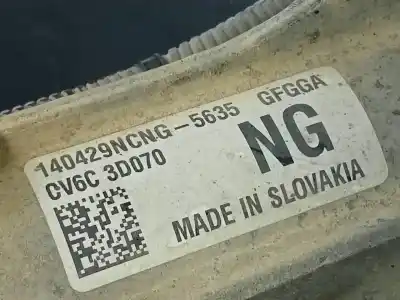 140429NCNG-5635 GFGGA
CV6C 3D070
NG
MADE IN SLOVAKIA